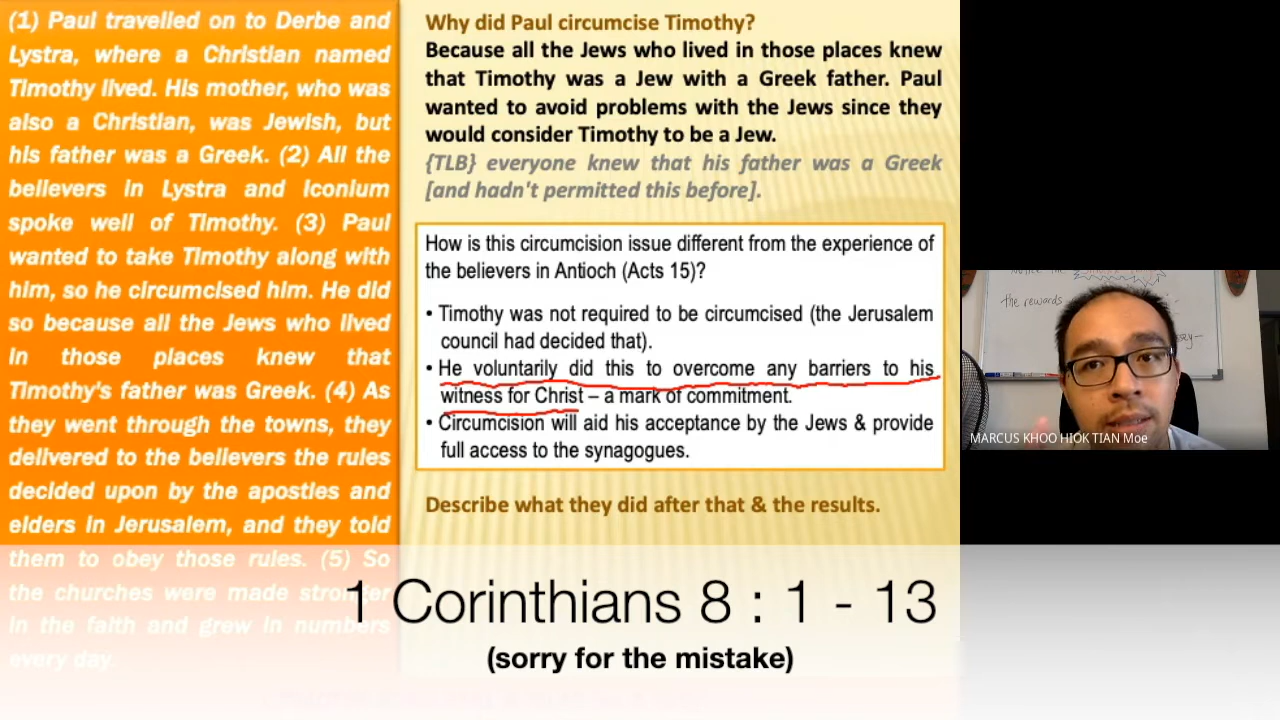 (1) Paul travelled on to Derbe and
Lystra, where a Christian named
Timothy lived. His mother, who was
also a Christian, was Jewish, but
his father was a Greek. (2) All the
believers in Lystra and Iconium
spoke well of Timothy. (3) Paul
wanted to take Timothy along with
him, so he circumcised him. He did
so because all the Jews who lived
in those places knew that
Timothy's father was Greek. (4) As
they went through the towns, they
delivered to the believers the rules
decided upon by the apostles and
elders in Jerusalem, and they told
them to obey those rules. (5) So
the churches were made stronger
in the faith and grew in numbers
every day
Why did Paul circumcise Timothy?
Because all the Jews who lived in those places knew
that Timothy was a Jew with a Greek father. Paul
wanted to avoid problems with the Jews since they
would consider Timothy to be a Jew.
{TLB} everyone knew that his father was a Greek
[and hadn't permitted this before].
How is this circumcision issue different from the experience of
the believers in Antioch (Acts 15)?
• Timothy was not required to be circumcised (the Jerusalem
council had decided that).
• He voluntarily did this to overcome any barriers to his
witness for Christ – a mark of commitment.
• Circumcision will aid his acceptance by the Jews & provide
full access to the synagogues.
Describe what they did after that & the results.
the rewards
MARCUS KHOO HIOK TIAN Moe
1 Corinthians 8 : 1 - 13
(sorry for the mistake)